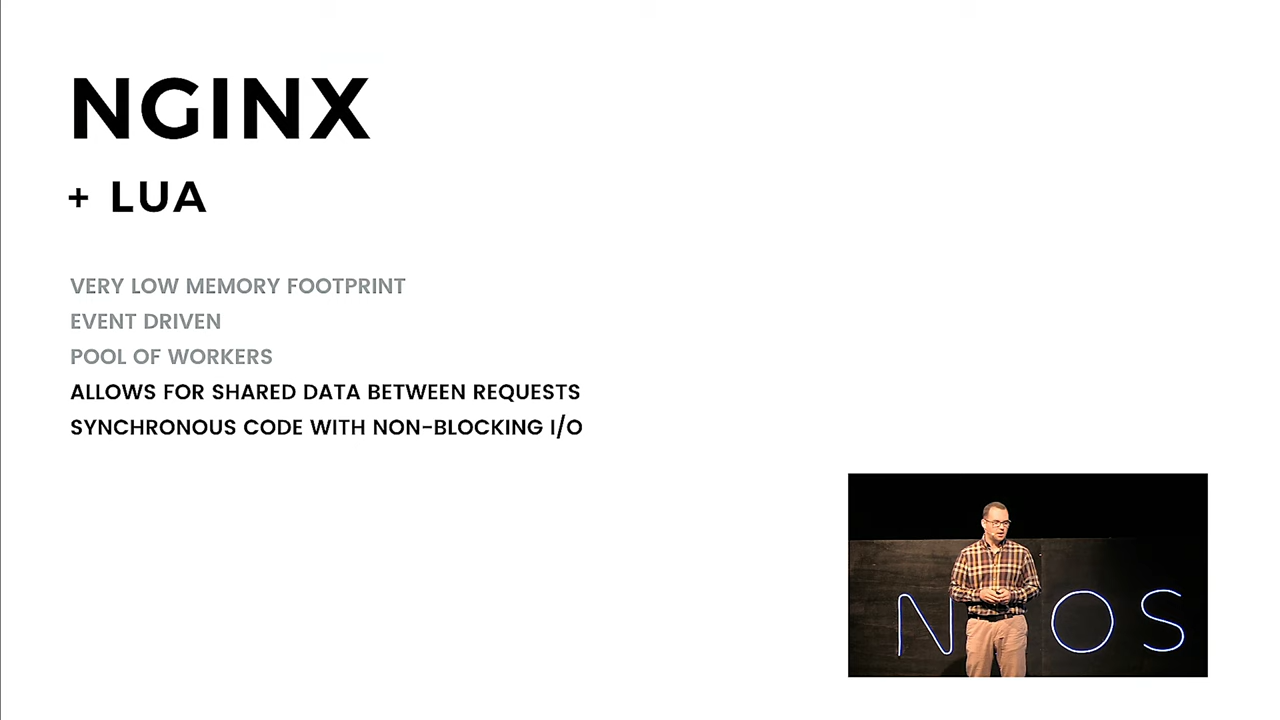 NGINX
+ LUA
VERY LOW MEMORY FOOTPRINT
EVENT DRIVEN
POOL OF WORKERS
ALLOWS FOR SHARED DATA BETWEEN REQUESTS
SYNCHRONOUS CODE WITH NON-BLOCKING I/O
N OS